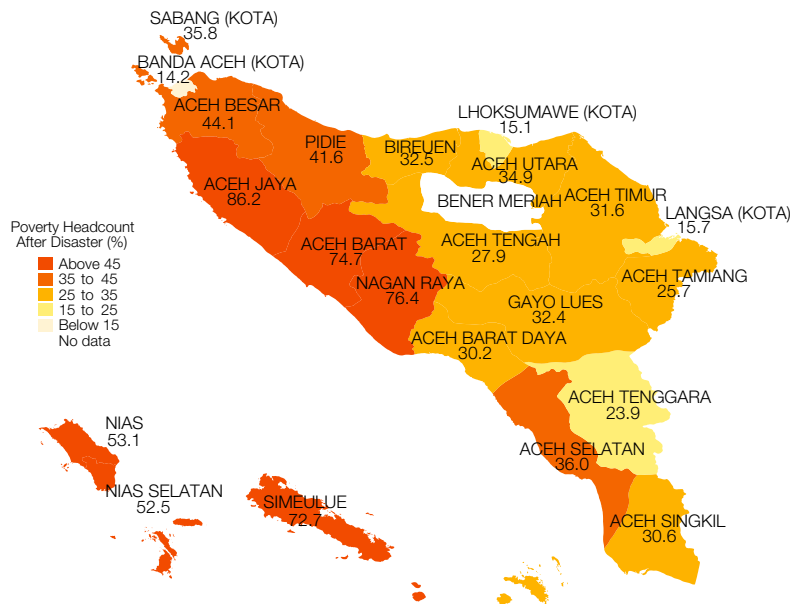 SABANG (KOTA)
35.8
BANDA ACEH (KOTA)
14.2
ACEH BESAR
44.1
PIDIE
41.6
BIREUEN
32.5
LHOKSUMAWE (KOTA)
15.1
ACEH UTARA
34.9
ACEH JAYA
86.2
BENER MERIAH
ACEH TIMUR
31.6
LANGSA (KOTA)
15.7
Poverty Headcount
After Disaster (%)
Above 45
35 to 45
25 to 35
15 to 25
Below 15
No data
ACEH BARAT
74.7
ACEH TENGAH
27.9
NAGAN RAYA
76.4
ACEH TAMIANG
25.7
GAYO LUES
32.4
ACEH BARAT DAYA
30.2
ACEH TENGGARA
23.9
NIAS
53.1
ACEH SELATAN
36.0
NIAS SELATAN
52.5
SIMEULUE
72.7
ACEH SINGKIL
30.6